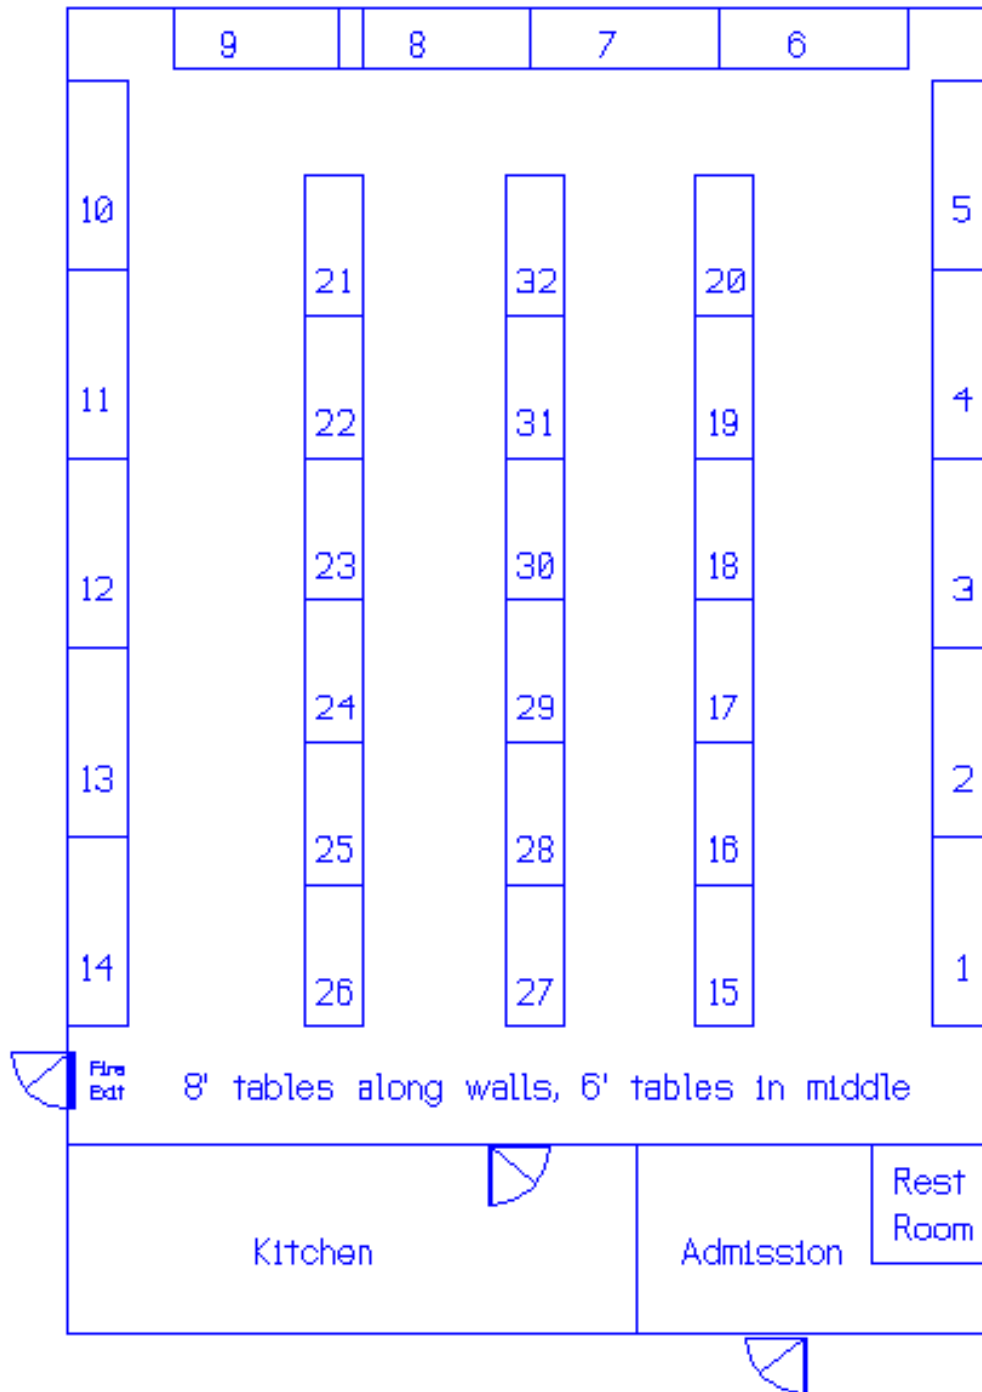 9 8 7 6
10 5
21 32 20
11 4
22 31 19
23 30 18
12 3
24 29 17
13 2
25 28 16
14 1
26 27 15
Fire
Exit
8' tables along walls, 6' tables in middle
Rest
Room
Kitchen
Admission